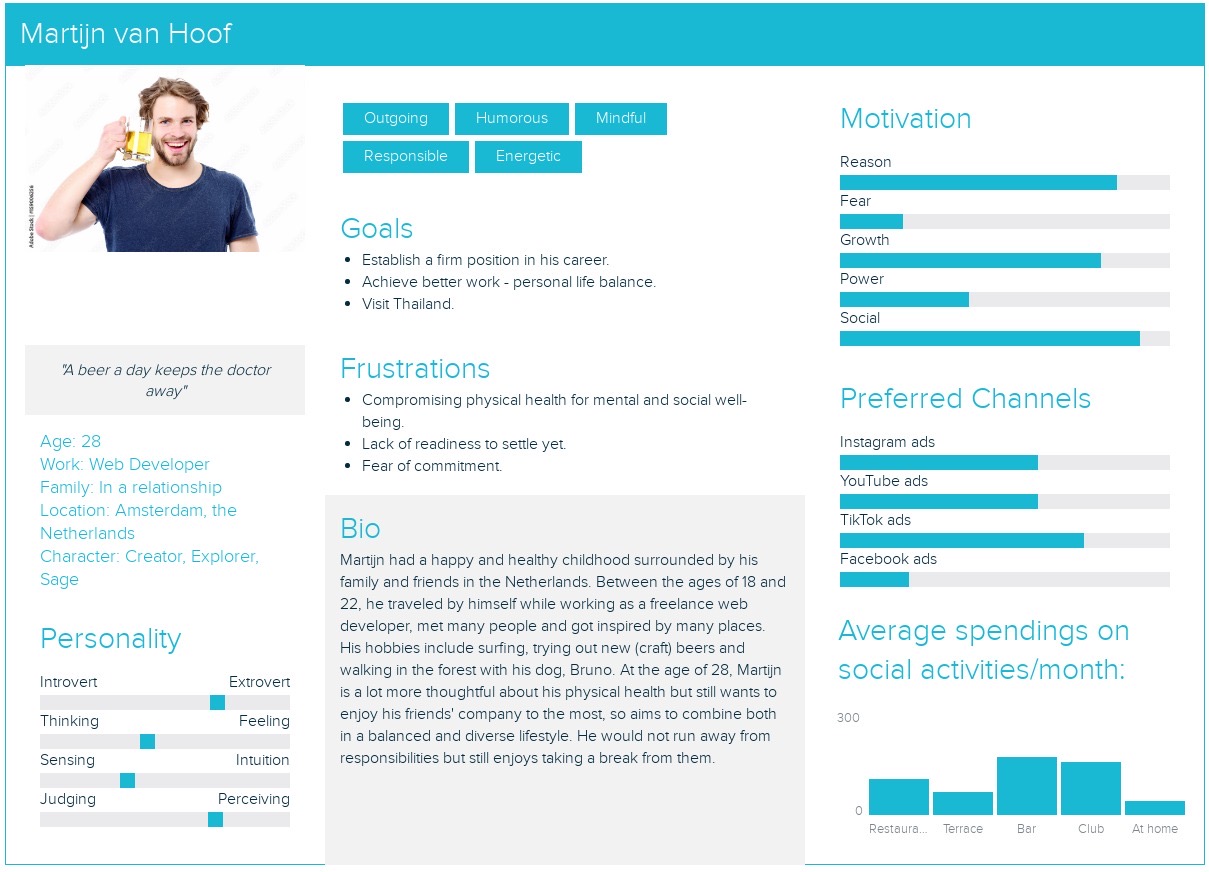 Martijn van Hoof
Adobe Stock | #159006256
"A beer a day keeps the doctor
away"
Age: 28
Work: Web Developer
Family: In a relationship
Location: Amsterdam, the
Netherlands
Character: Creator, Explorer,
Sage
Personality
Introvert Extrovert
Thinking Feeling
Sensing Intuition
Judging Perceiving
Outgoing Humorous Mindful
Responsible Energetic
Goals
• Establish a firm position in his career.
• Achieve better work - personal life balance.
• Visit Thailand.
Frustrations
• Compromising physical health for mental and social well-
being.
• Lack of readiness to settle yet.
• Fear of commitment.
Bio
Martijn had a happy and healthy childhood surrounded by his
family and friends in the Netherlands. Between the ages of 18 and
22, he traveled by himself while working as a freelance web
developer, met many people and got inspired by many places.
His hobbies include surfing, trying out new (craft) beers and
walking in the forest with his dog, Bruno. At the age of 28, Martijn
is a lot more thoughtful about his physical health but still wants to
enjoy his friends' company to the most, so aims to combine both
in a balanced and diverse lifestyle. He would not run away from
responsibilities but still enjoys taking a break from them.
Motivation
Reason
Fear
Growth
Power
Social
Preferred Channels
Instagram ads
YouTube ads
TikTok ads
Facebook ads
Average spendings on
social activities/month:
300
0
Restaura... Terrace Bar Club At home